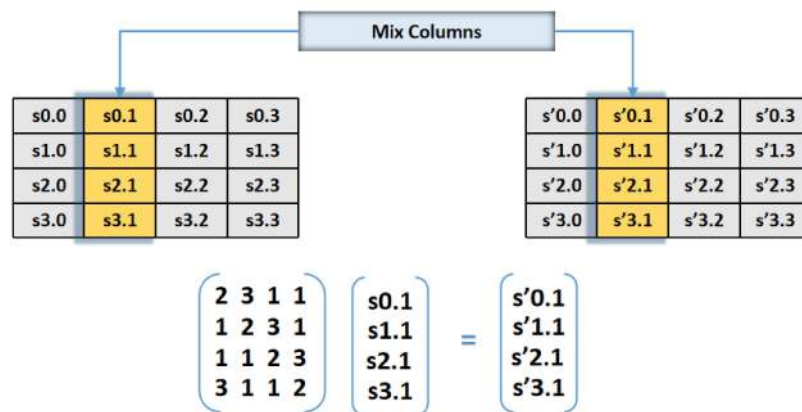 Mix Columns
s0.0 s0.1 s0.2 s0.3 s’0.0 s’0.1 s’0.2 s’0.3
s1.0 s1.1 s1.2 s1.3 s’1.0 s’1.1 s’1.2 s’1.3
s2.0 s2.1 s2.2 s2.3 s’2.0 s’2.1 s’2.2 s’2.3
s3.0 s3.1 s3.2 s3.3 s’3.0 s’3.1 s’3.2 s’3.3
2 3 1 1 s0.1 s’0.1
1 2 3 1 s1.1 = s’1.1
1 1 2 3 s2.1 s’2.1
3 1 1 2 s3.1 s’3.1